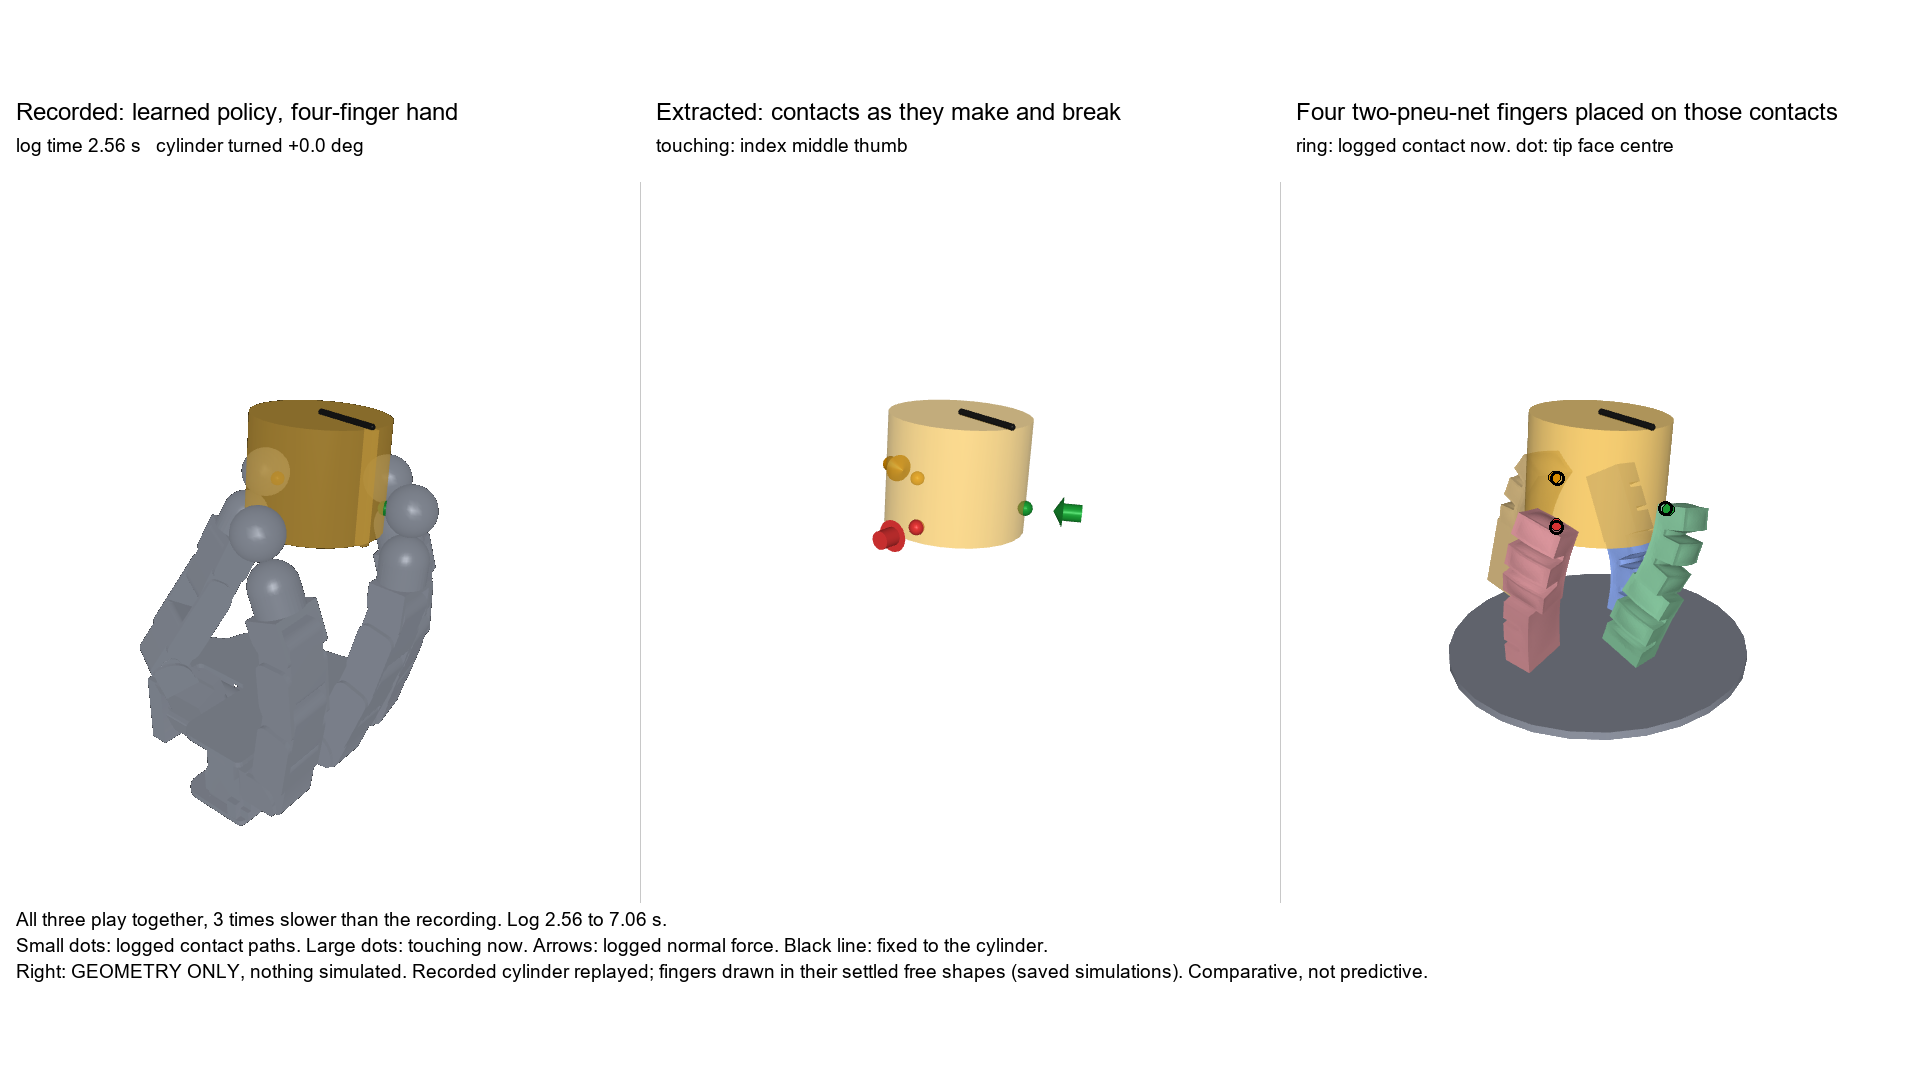 Recorded: learned policy, four-finger hand
log time 2.56 s cylinder turned +0.0 deg
Extracted: contacts as they make and break
touching: index middle thumb
Four two-pneu-net fingers placed on those contacts
ring: logged contact now. dot: tip face centre
All three play together, 3 times slower than the recording. Log 2.56 to 7.06 s.
Small dots: logged contact paths. Large dots: touching now. Arrows: logged normal force. Black line: fixed to the cylinder.
Right: GEOMETRY ONLY, nothing simulated. Recorded cylinder replayed; fingers drawn in their settled free shapes (saved simulations). Comparative, not predictive.